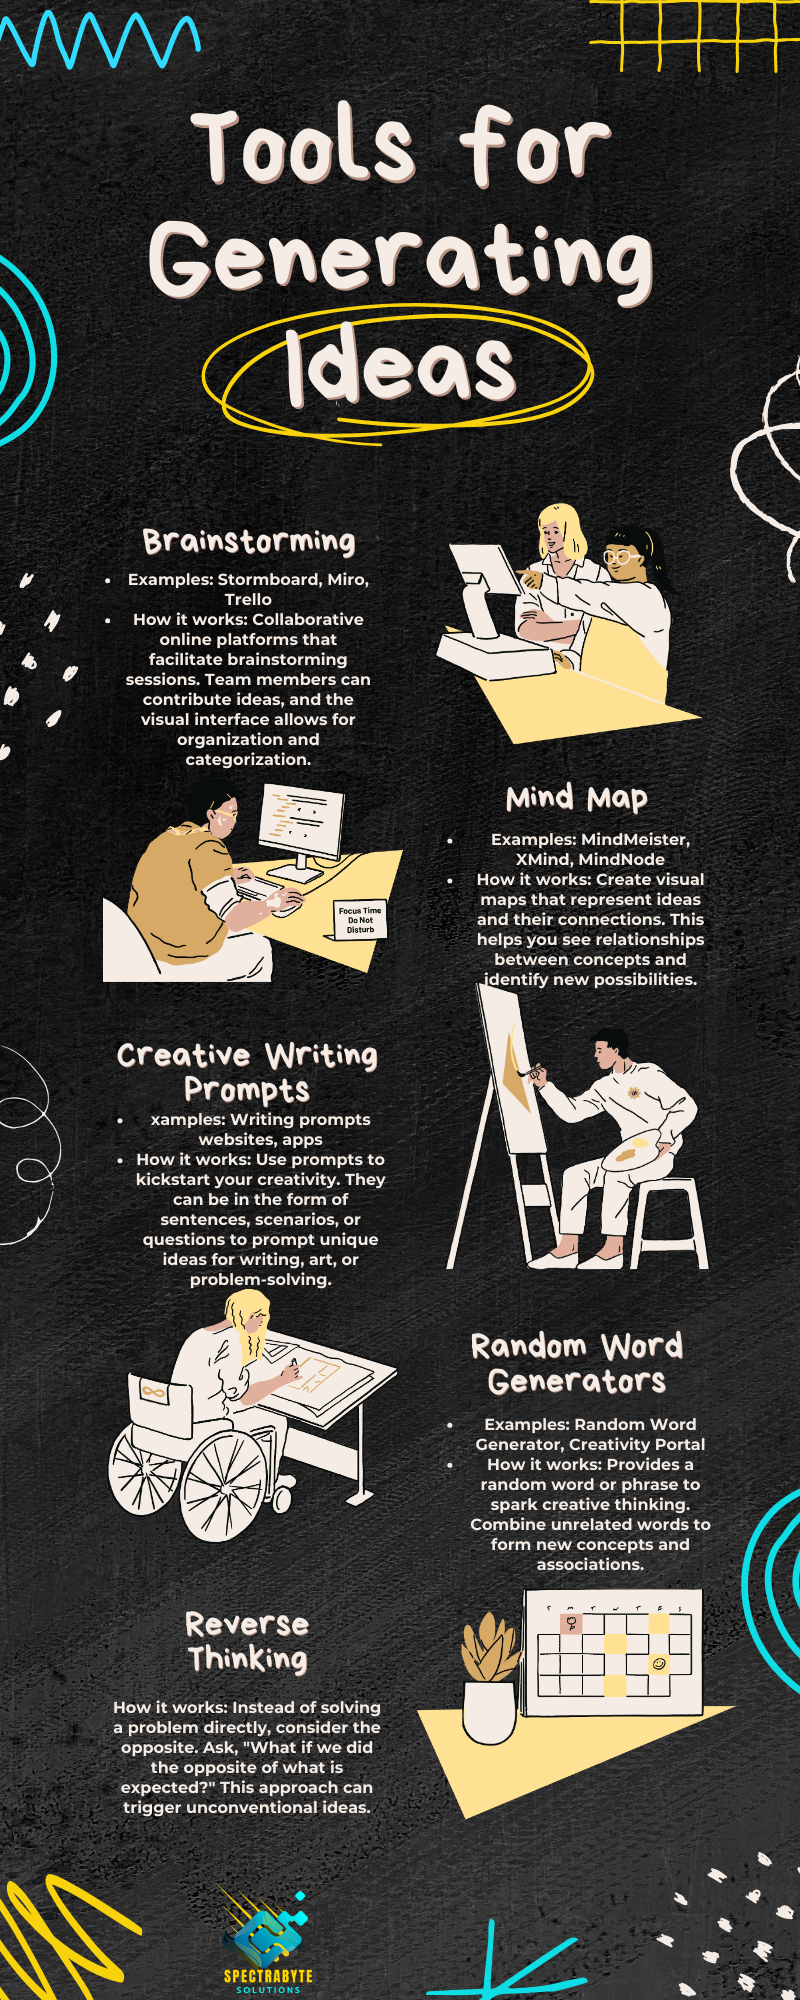 Tools for
Generating
Ideas
Brainstorming
• Examples: Stormboard, Miro,
Trello
• How it works: Collaborative
online platforms that
facilitate brainstorming
sessions. Team members can
contribute ideas, and the
visual interface allows for
organization and
categorization.
Focus Time
Do Not
Disturb
Mind Map
• Examples: MindMeister,
XMind, MindNode
• How it works: Create visual
maps that represent ideas
and their connections. This
helps you see relationships
between concepts and
identify new possibilities.
Creative Writing
Prompts
• xamples: Writing prompts
websites, apps
• How it works: Use prompts to
kickstart your creativity. They
can be in the form of
sentences, scenarios, or
questions to prompt unique
ideas for writing, art, or
problem-solving.
Random Word
Generators
• Examples: Random Word
Generator, Creativity Portal
• How it works: Provides a
random word or phrase to
spark creative thinking.
Combine unrelated words to
form new concepts and
associations.
S M T W T F S
Reverse
Thinking
How it works: Instead of solving
a problem directly, consider the
opposite. Ask, "What if we did
the opposite of what is
expected?" This approach can
trigger unconventional ideas.
SPECTRABYTE
SOLUTIONS